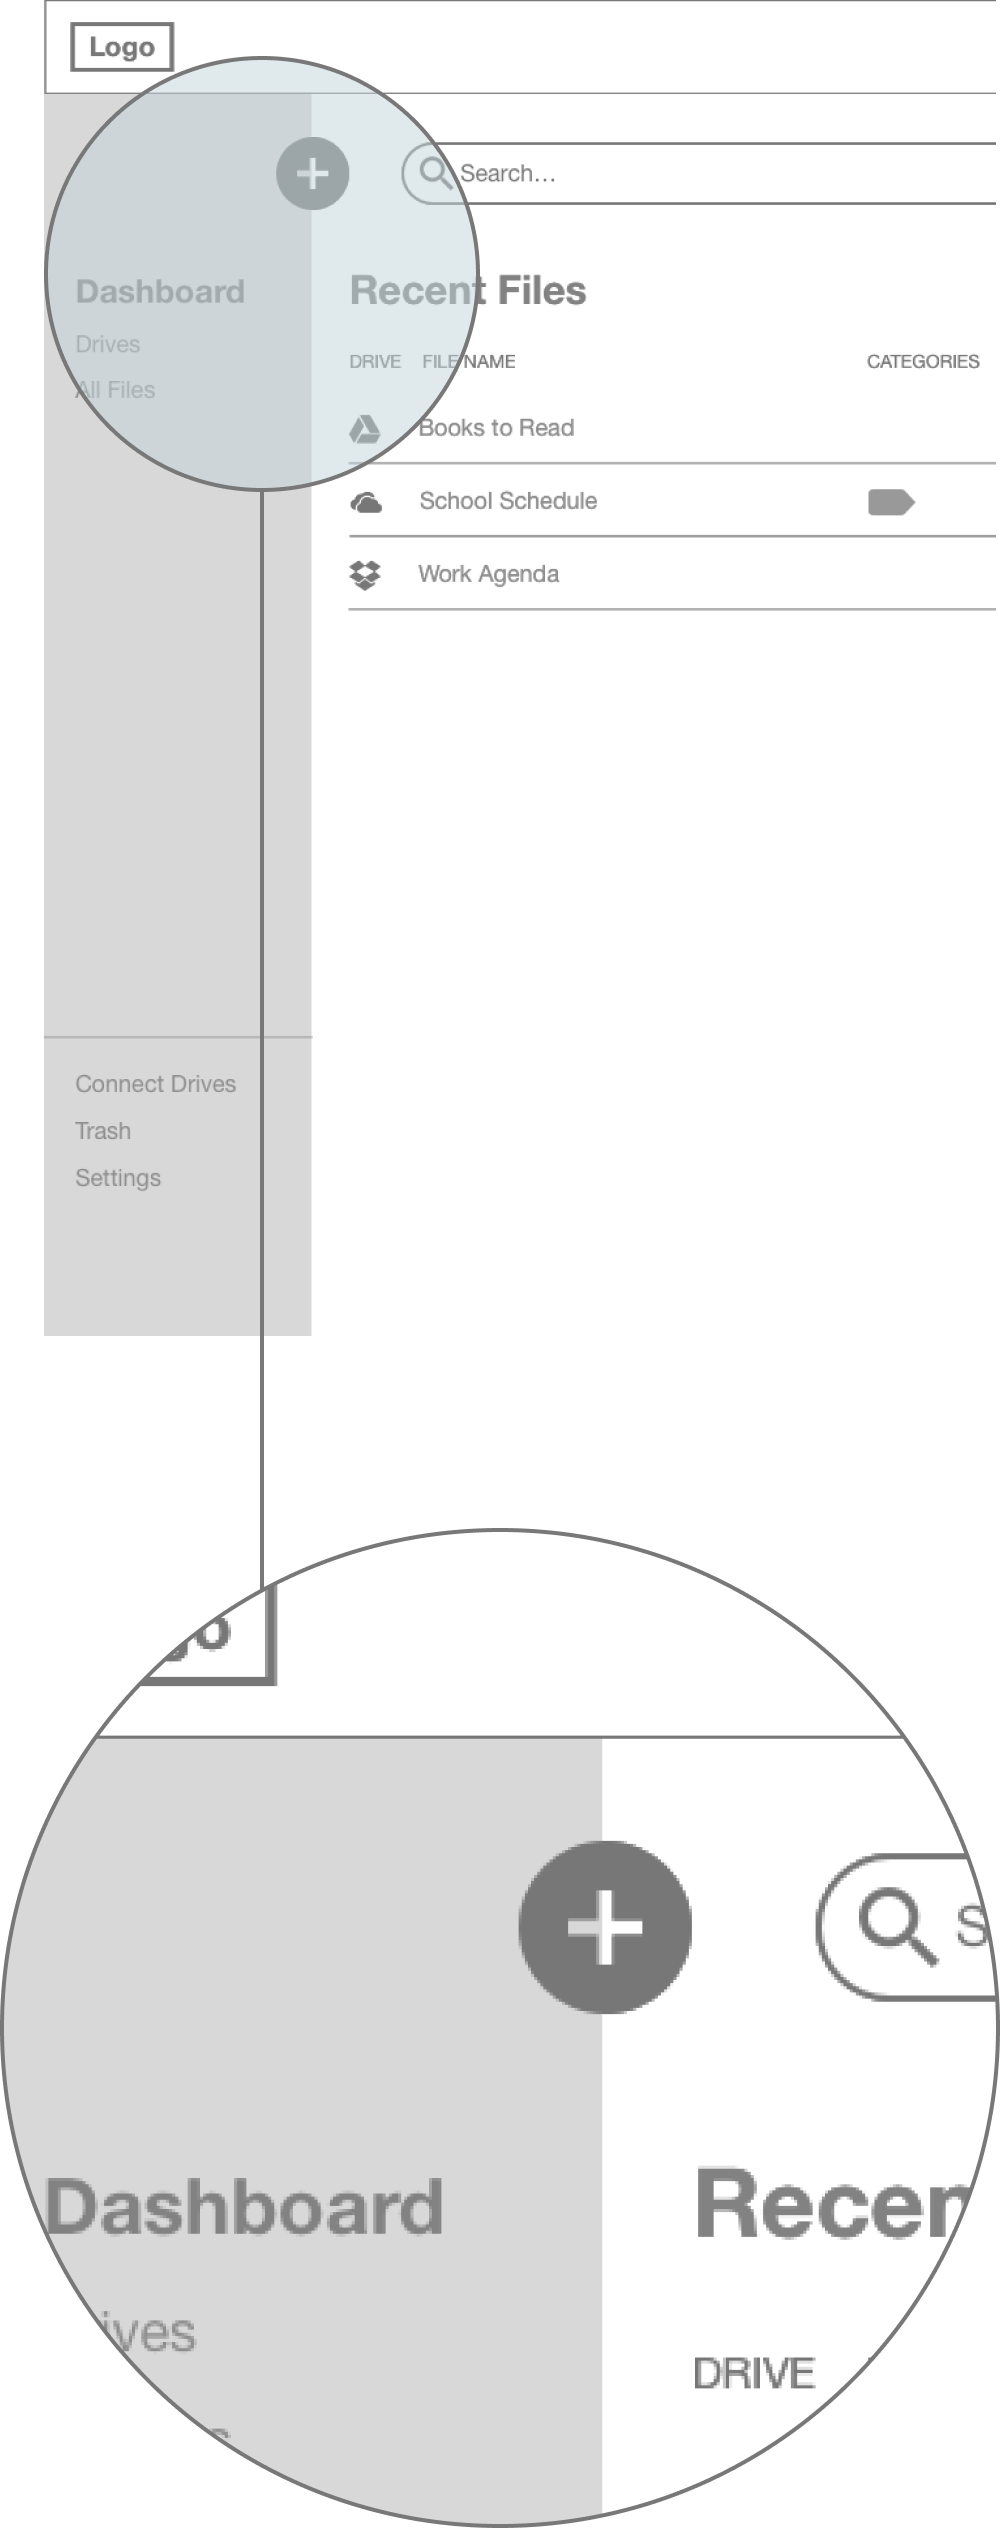 Logo
Search...
Dashboard
Drives
All Files
Recent Files
DRIVE FILE NAME CATEGORIES
Books to Read
School Schedule
Work Agenda
Connect Drives
Trash
Settings
go
S
Dashboard
Recen
ives
DRIVE